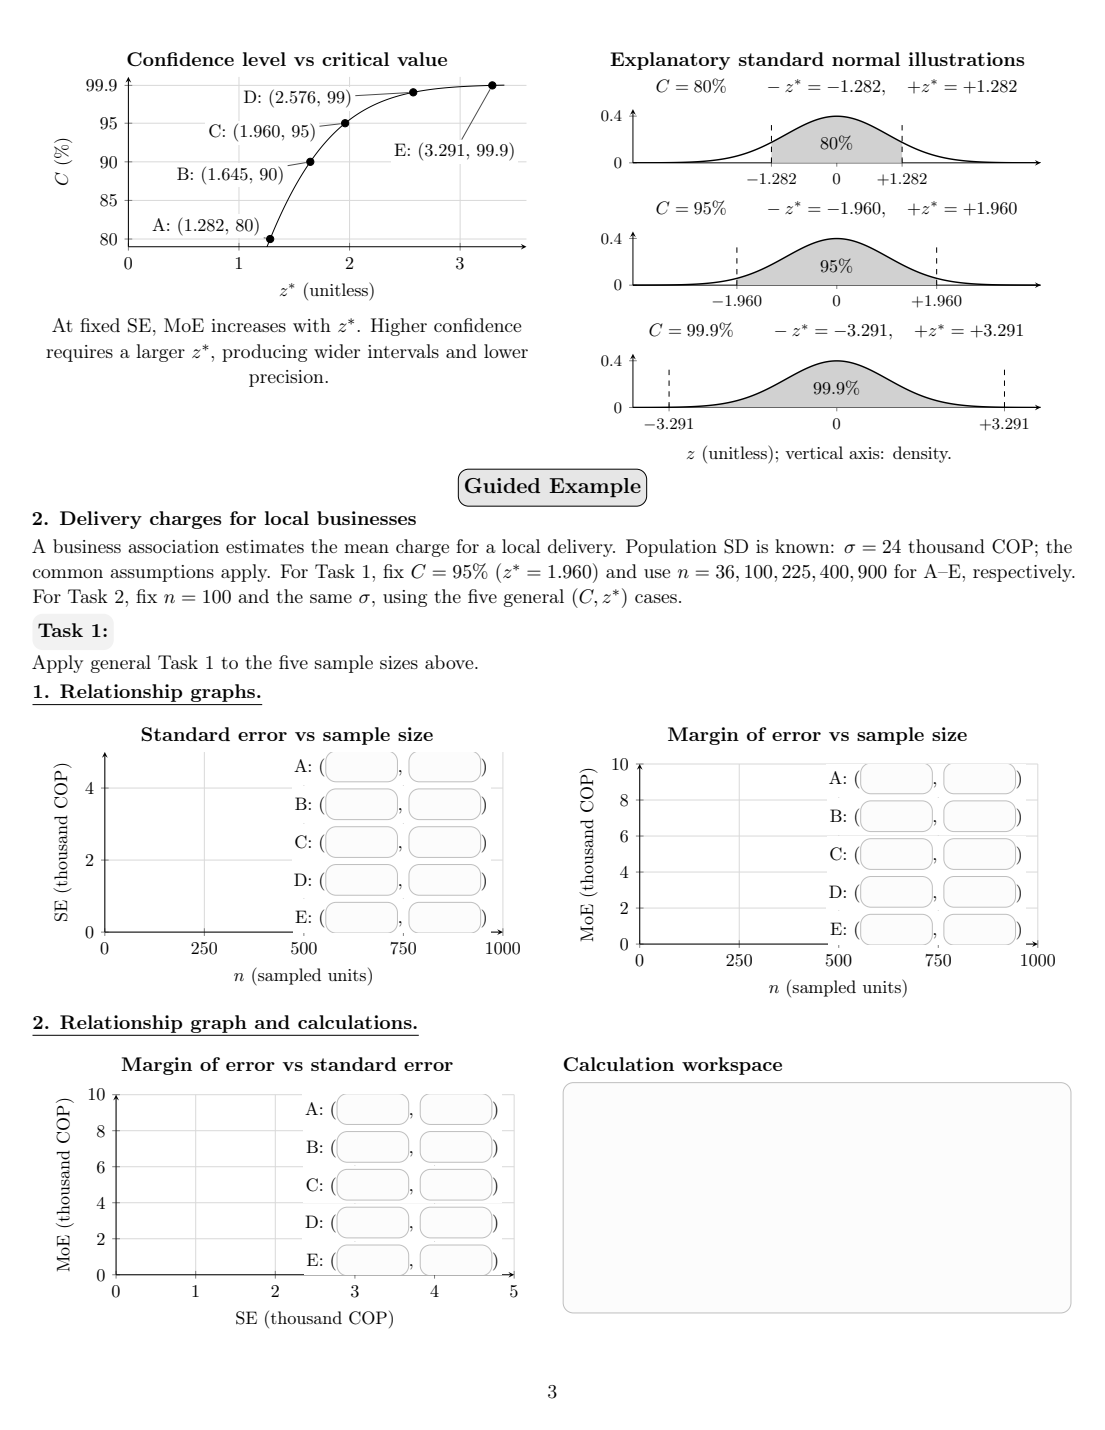 Confidence level vs critical value
99.9
95
90
85
80
C (%)
D: (2.576, 99)
C: (1.960, 95)
B: (1.645, 90)
A: (1.282, 80)
E: (3.291, 99.9)
0 1 2 3
z* (unitless)
At fixed SE, MoE increases with z*. Higher confidence
requires a larger z*, producing wider intervals and lower
precision.
Explanatory standard normal illustrations
C = 80% − z* = −1.282, +z* = +1.282
0.4
0
80%
−1.282 0 +1.282
C = 95% − z* = −1.960, +z* = +1.960
0.4
0
95%
−1.960 0 +1.960
C = 99.9% − z* = −3.291, +z* = +3.291
0.4
0
99.9%
−3.291 0 +3.291
z (unitless); vertical axis: density.
Guided Example
2. Delivery charges for local businesses
A business association estimates the mean charge for a local delivery. Population SD is known: σ = 24 thousand COP; the
common assumptions apply. For Task 1, fix C = 95% (z* = 1.960) and use n = 36, 100, 225, 400, 900 for A–E, respectively.
For Task 2, fix n = 100 and the same σ, using the five general (C, z*) cases.
Task 1:
Apply general Task 1 to the five sample sizes above.
1. Relationship graphs.
Standard error vs sample size
SE (thousand COP)
4
2
0
A: ( , )
B: ( , )
C: ( , )
D: ( , )
E: ( , )
0 250 500 750 1000
n (sampled units)
Margin of error vs sample size
MoE (thousand COP)
10
8
6
4
2
0
A: ( , )
B: ( , )
C: ( , )
D: ( , )
E: ( , )
0 250 500 750 1000
n (sampled units)
2. Relationship graph and calculations.
Margin of error vs standard error
MoE (thousand COP)
10
8
6
4
2
0
A: ( , )
B: ( , )
C: ( , )
D: ( , )
E: ( , )
0 1 2 3 4 5
SE (thousand COP)
Calculation workspace
3